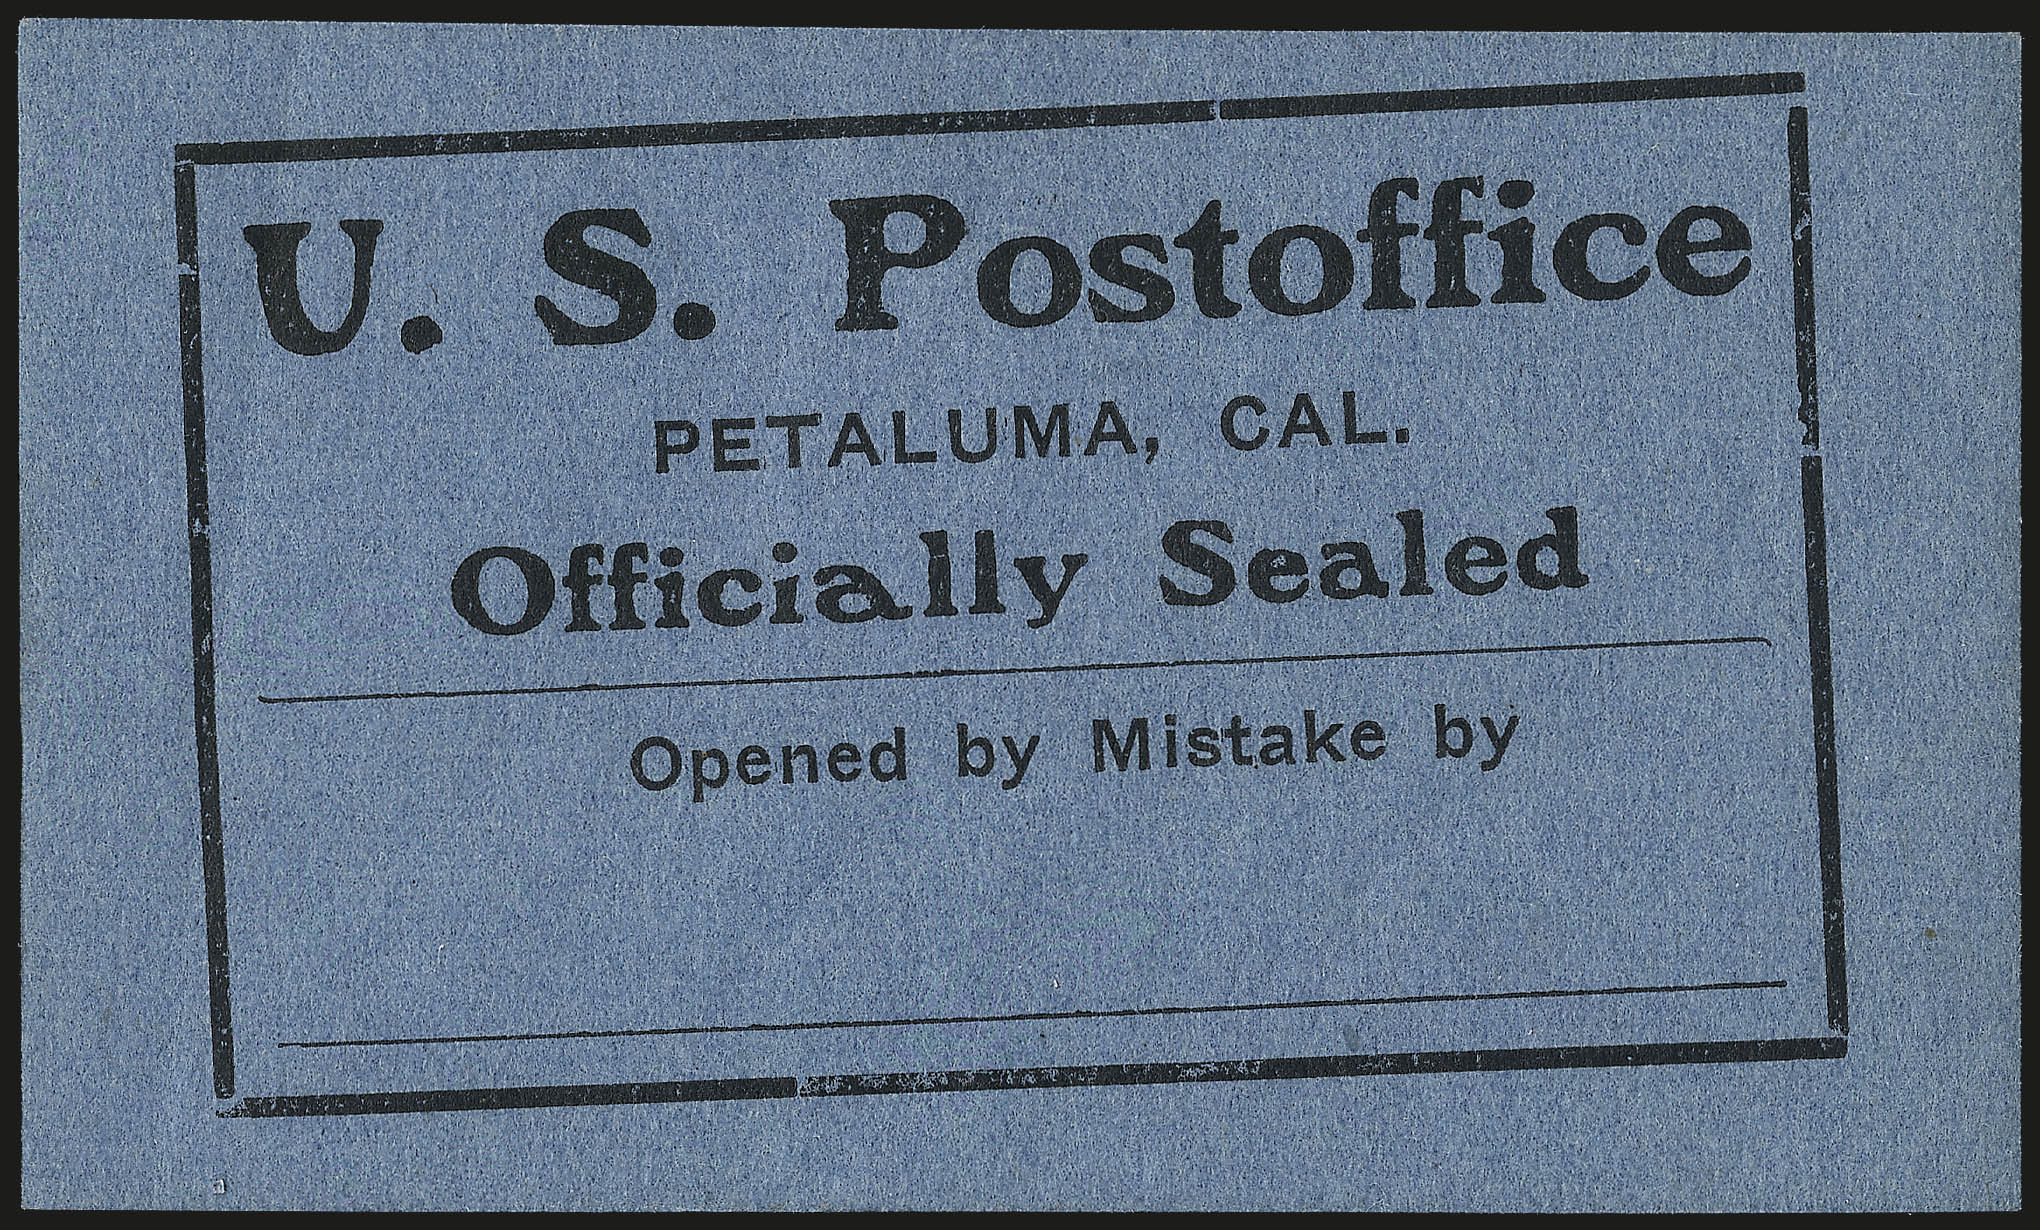 U. S. Postoffice
PETALUMA, CAL.
Officially Sealed
Opened by Mistake by